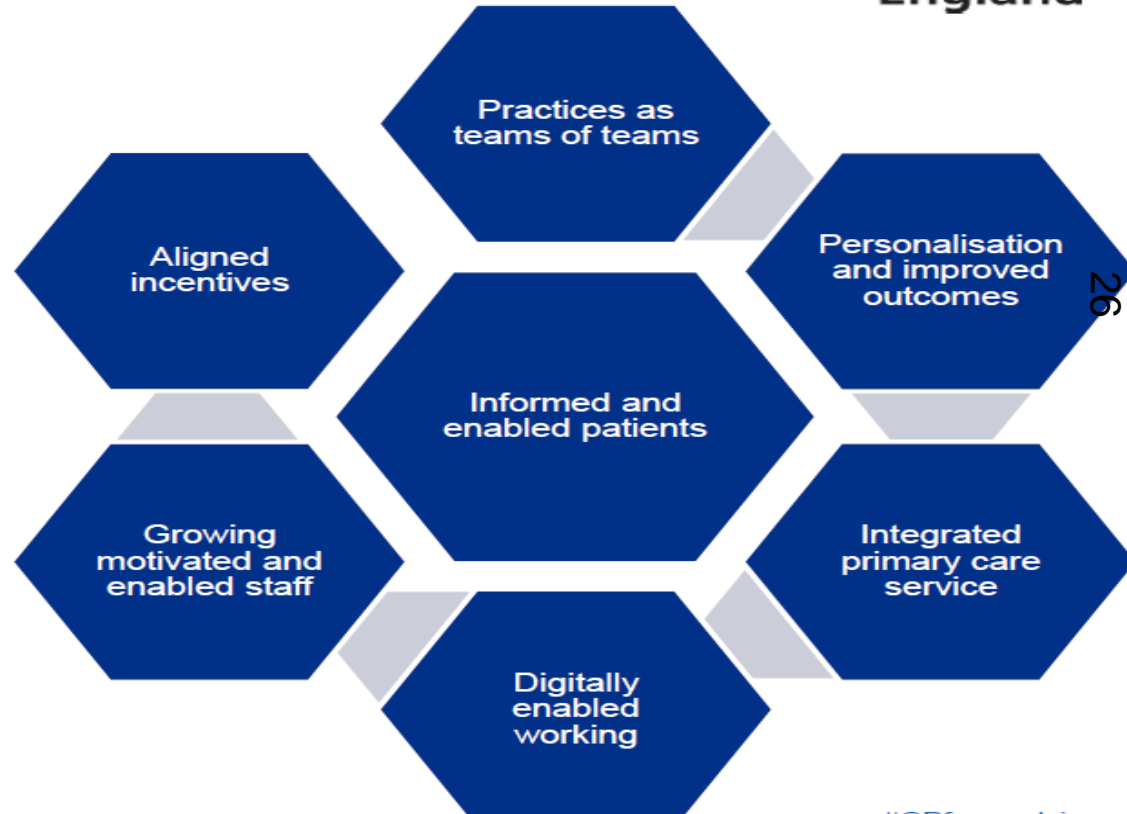 England
Practices as
teams of teams
Aligned
incentives
Personalisation
and improved
outcomes
26
Informed and
enabled patients
Growing
motivated and
enabled staff
Integrated
primary care
service
Digitally
enabled
working